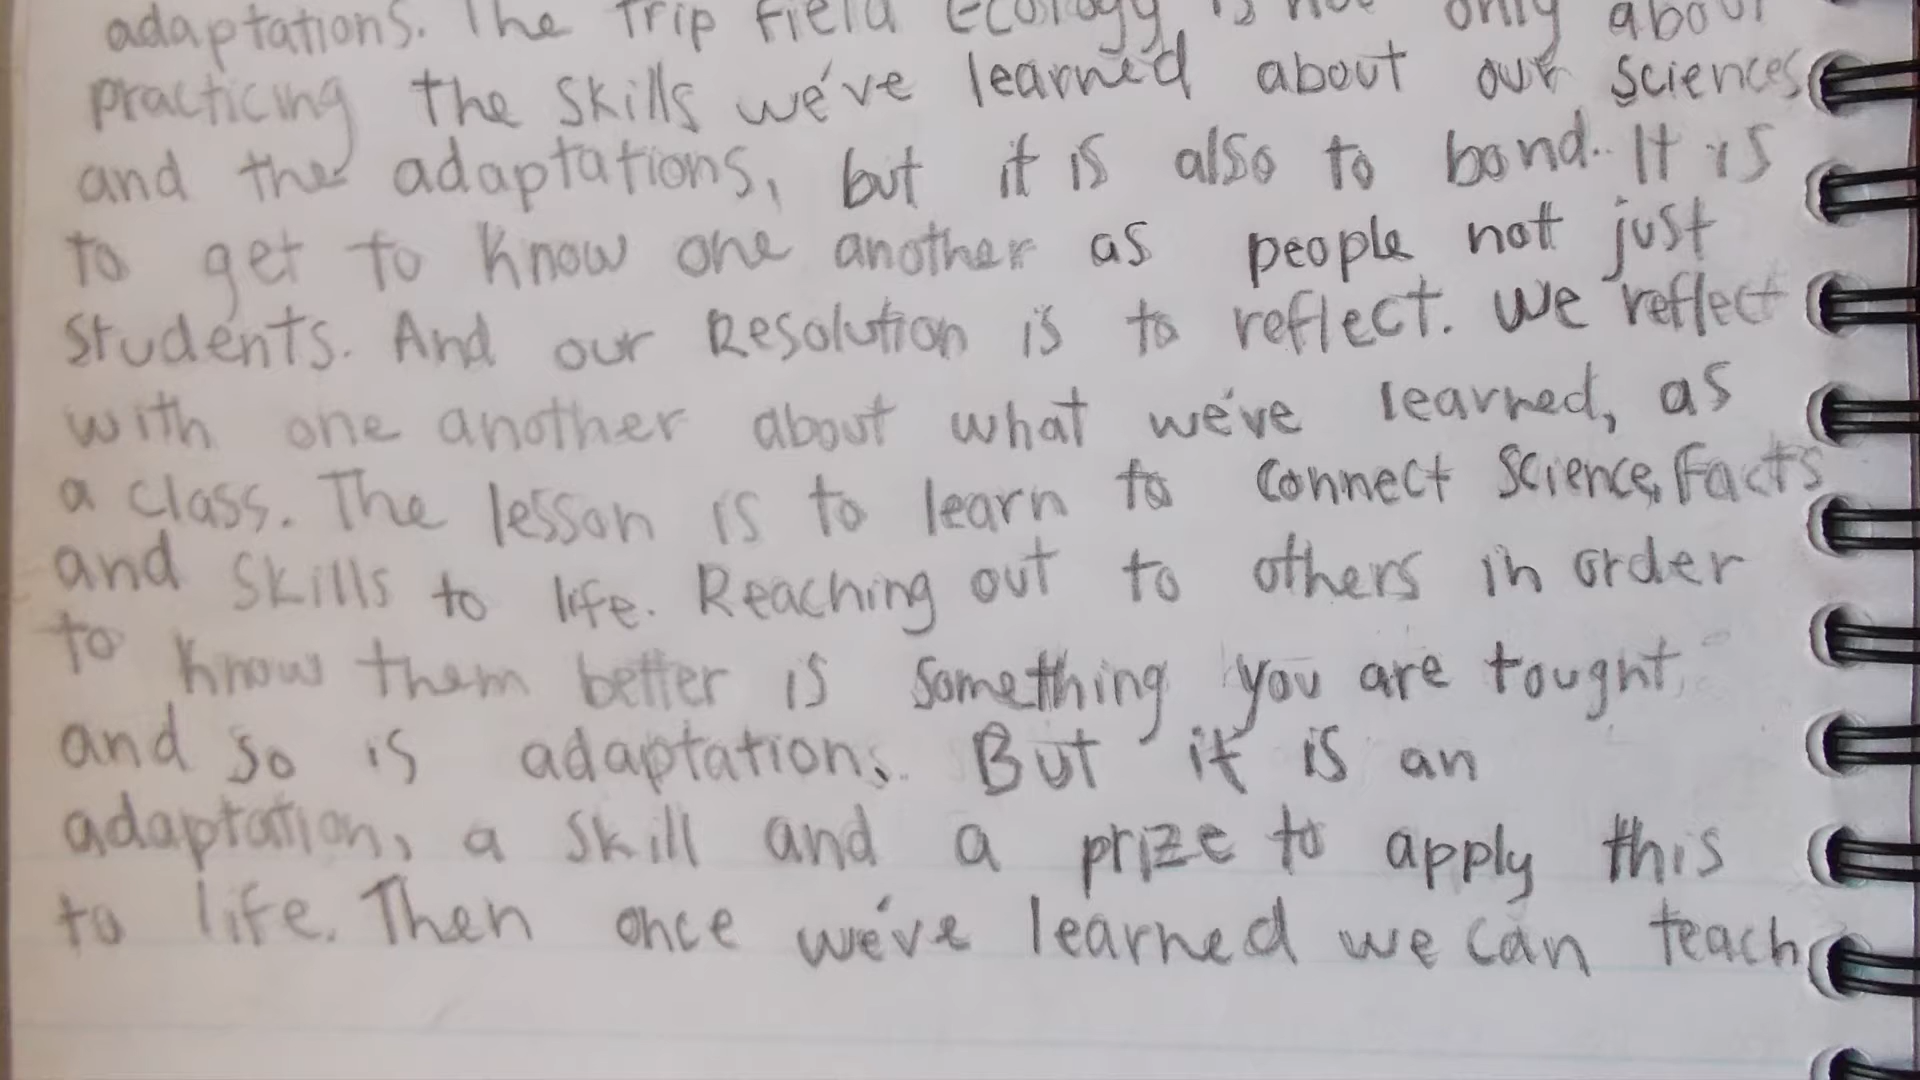 adaptations. The Trip Field Ecology is not only about
practicing the skills we've learned about our sciences
and the adaptations, but it is also to bond. It is
to get to know one another as people not just
students. And our Resolution is to reflect. We reflect
with one another about what we've learned, as
a class. The lesson is to learn to connect Science, Facts
and skills to life. Reaching out to others in order
to know them better is something you are tought
and so is adaptations. But it is an
adaptation, a skill and a prize to apply this
to life. Then once we've learned we can teach